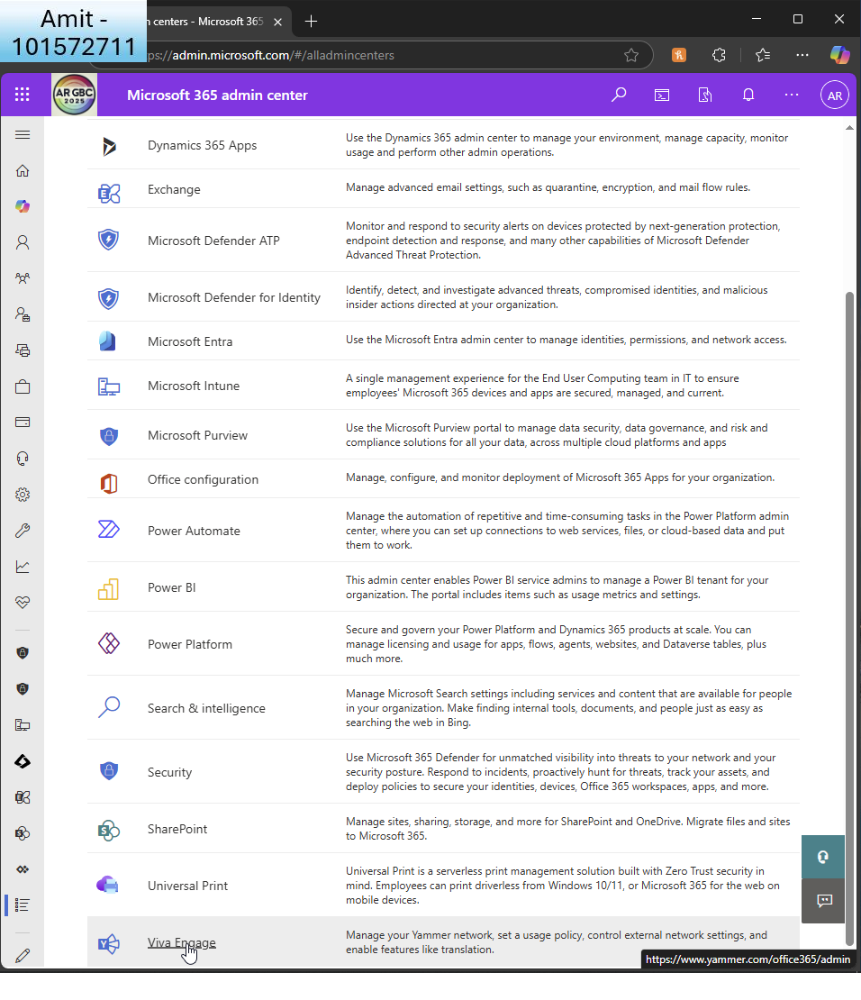 Amit -
101572711
centers - Microsoft 365
ps://admin.microsoft.com/#/alladmincenters
AR GBC
2025
Microsoft 365 admin center
AR
Dynamics 365 Apps
Use the Dynamics 365 admin center to manage your environment, manage capacity, monitor
usage and perform other admin operations.
Exchange
Manage advanced email settings, such as quarantine, encryption, and mail flow rules.
Microsoft Defender ATP
Monitor and respond to security alerts on devices protected by next-generation protection,
endpoint detection and response, and many other capabilities of Microsoft Defender
Advanced Threat Protection.
Microsoft Defender for Identity
Identify, detect, and investigate advanced threats, compromised identities, and malicious
insider actions directed at your organization.
Microsoft Entra
Use the Microsoft Entra admin center to manage identities, permissions, and network access.
Microsoft Intune
A single management experience for the End User Computing team in IT to ensure
employees' Microsoft 365 devices and apps are secured, managed, and current.
Microsoft Purview
Use the Microsoft Purview portal to manage data security, data governance, and risk and
compliance solutions for all your data, across multiple cloud platforms and apps
Office configuration
Manage, configure, and monitor deployment of Microsoft 365 Apps for your organization.
Power Automate
Manage the automation of repetitive and time-consuming tasks in the Power Platform admin
center, where you can set up connections to web services, files, or cloud-based data and put
them to work.
Power BI
This admin center enables Power BI service admins to manage a Power BI tenant for your
organization. The portal includes items such as usage metrics and settings.
Power Platform
Secure and govern your Power Platform and Dynamics 365 products at scale. You can
manage licensing and usage for apps, flows, agents, websites, and Dataverse tables, plus
much more.
Search & intelligence
Manage Microsoft Search settings including services and content that are available for people
in your organization. Make finding internal tools, documents, and people just as easy as
searching the web in Bing.
Security
Use Microsoft 365 Defender for unmatched visibility into threats to your network and your
security posture. Respond to incidents, proactively hunt for threats, track your assets, and
deploy policies to secure your identities, devices, Office 365 workspaces, apps, and more.
SharePoint
Manage sites, sharing, storage, and more for SharePoint and OneDrive. Migrate files and sites
to Microsoft 365.
Universal Print
Universal Print is a serverless print management solution built with Zero Trust security in
mind. Employees can print driverless from Windows 10/11, or Microsoft 365 for the web on
mobile devices.
Viva Engage
Manage your Yammer network, set a usage policy, control external network settings, and
enable features like translation.
https://www.yammer.com/office365/admin